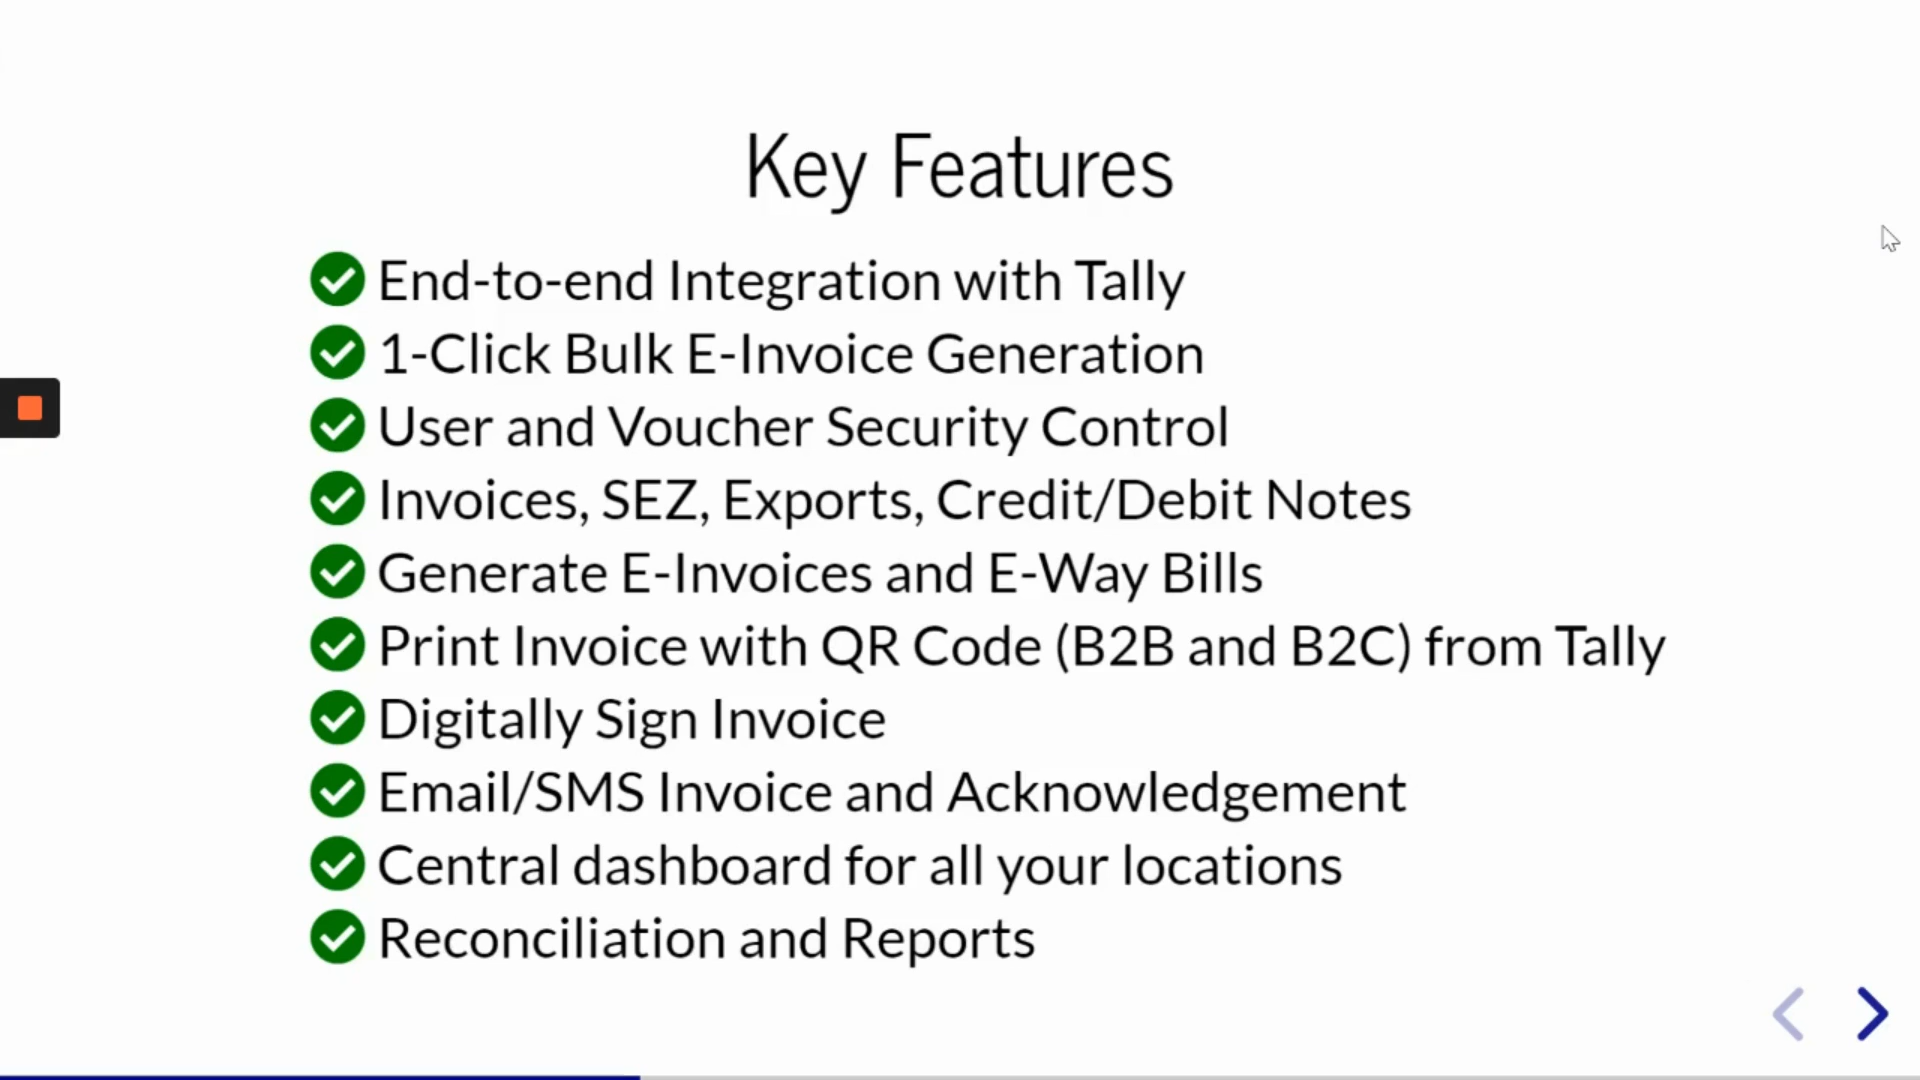 Key Features
End-to-end Integration with Tally
1-Click Bulk E-Invoice Generation
User and Voucher Security Control
Invoices, SEZ, Exports, Credit/Debit Notes
Generate E-Invoices and E-Way Bills
Print Invoice with QR Code (B2B and B2C) from Tally
Digitally Sign Invoice
Email/SMS Invoice and Acknowledgement
Central dashboard for all your locations
Reconciliation and Reports